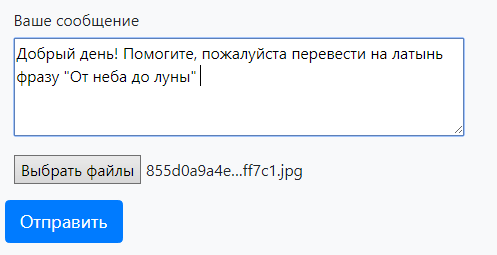 Ваше сообщение
Добрый день! Помогите, пожалуйста перевести на латынь
фразу "От неба до луны"
Выбрать файлы 855d0a9a4e...ff7c1.jpg
Отправить